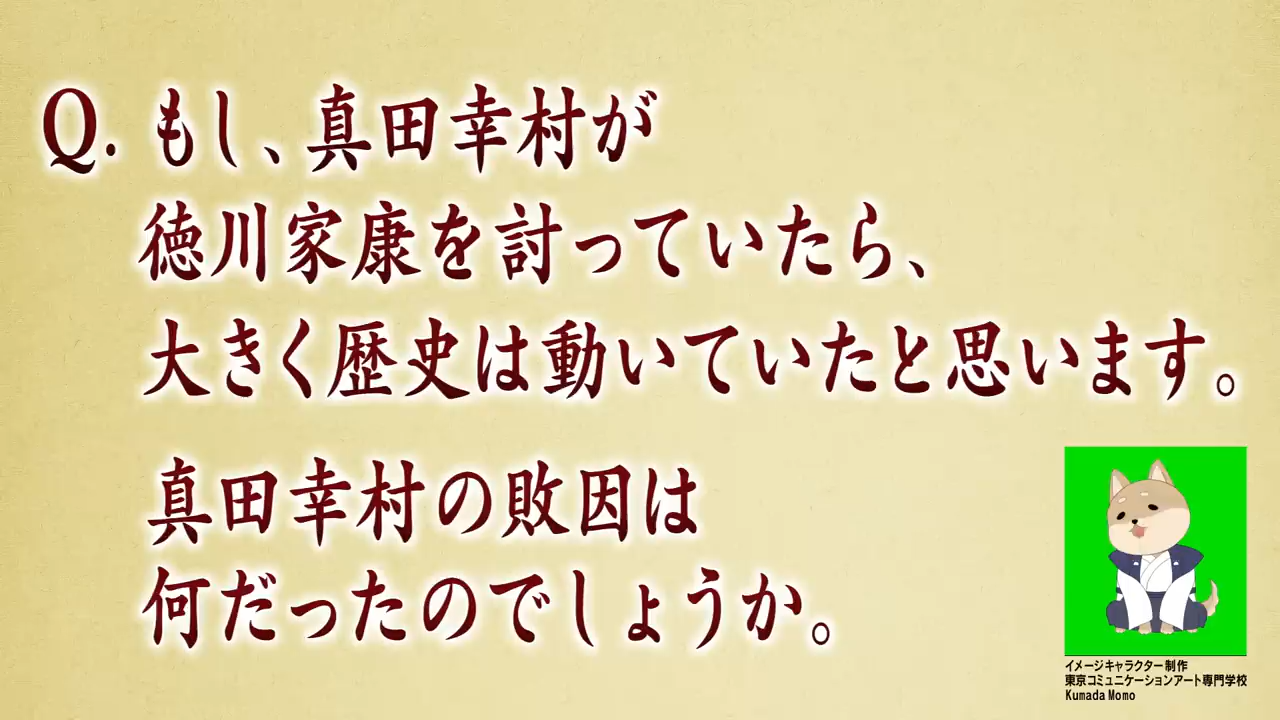 Q. もし、真田幸村が
徳川家康を討っていたら、
大きく歴史は動いていたと思います。
真田幸村の敗因は
何だったのでしょうか。
イメージキャラクター制作
東京コミュニケーションアート専門学校
Kumada Momo